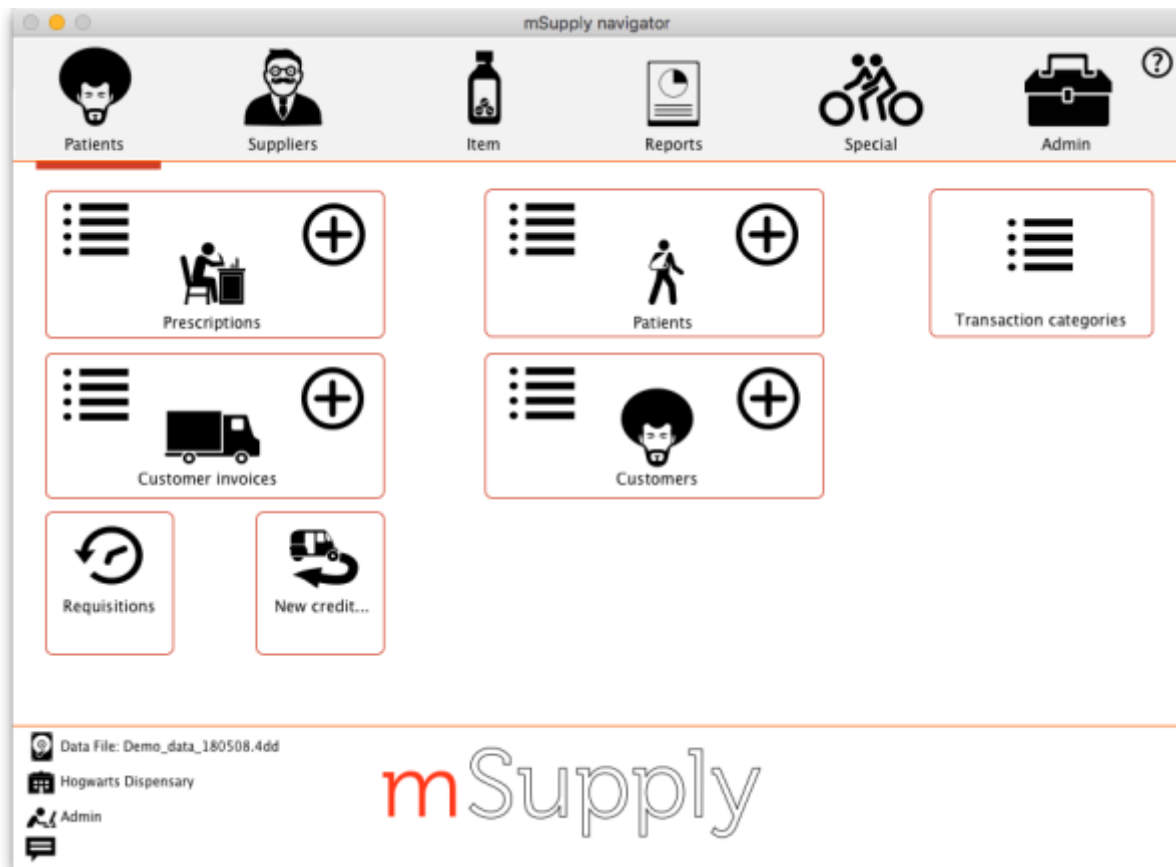 mSupply navigator
Patients Suppliers Item Reports Special Admin ?
Prescriptions Patients Transaction categories
Customer invoices Customers
Requisitions New credit...
Data File: Demo_data_180508.4dd
Hogwarts Dispensary
Admin
mSupply